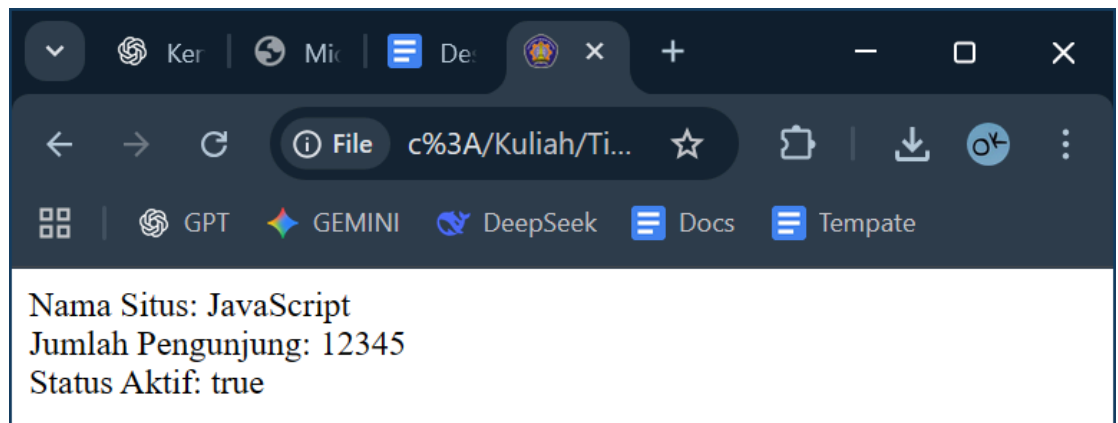 Ker
Mic
De
File c%3A/Kuliah/Ti...
GPT GEMINI DeepSeek Docs Tempate
Nama Situs: JavaScript
Jumlah Pengunjung: 12345
Status Aktif: true